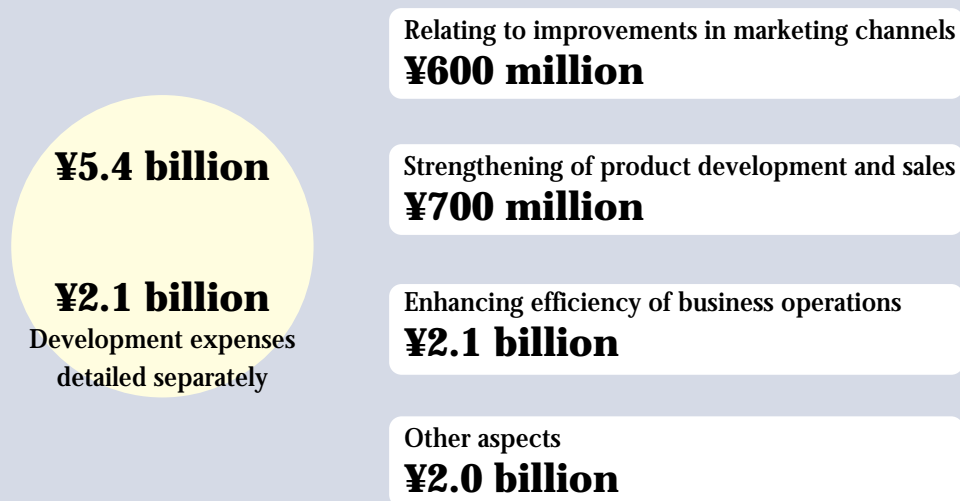 ¥5.4 billion
¥2.1 billion
Development expenses
detailed separately
Relating to improvements in marketing channels
¥600 million
Strengthening of product development and sales
¥700 million
Enhancing efficiency of business operations
¥2.1 billion
Other aspects
¥2.0 billion